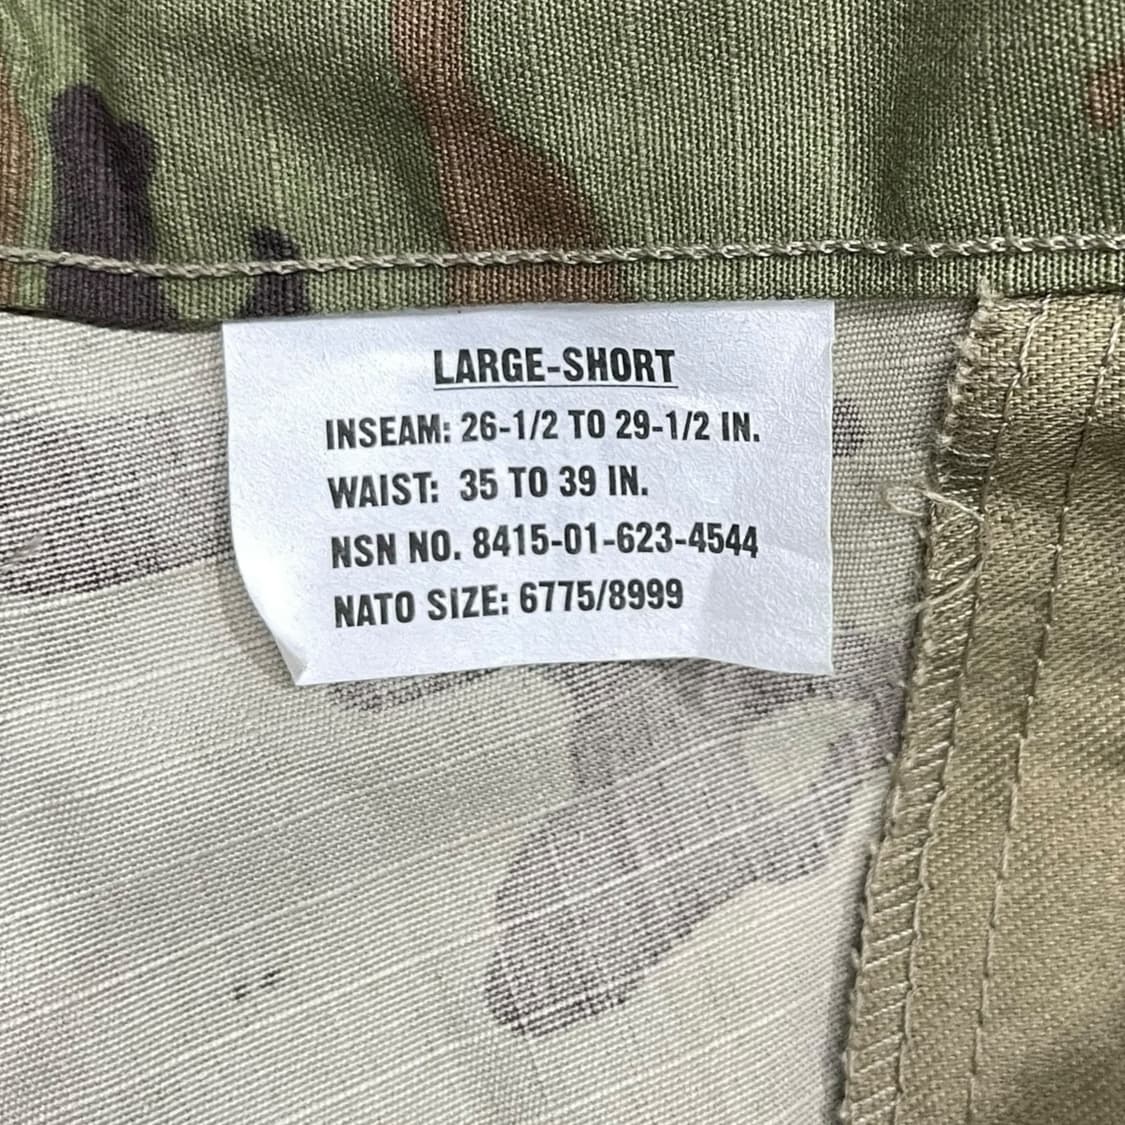 LARGE-SHORT
INSEAM: 26-1/2 TO 29-1/2 IN.
WAIST: 35 TO 39 IN.
NSN NO. 8415-01-623-4544
NATO SIZE: 6775/8999